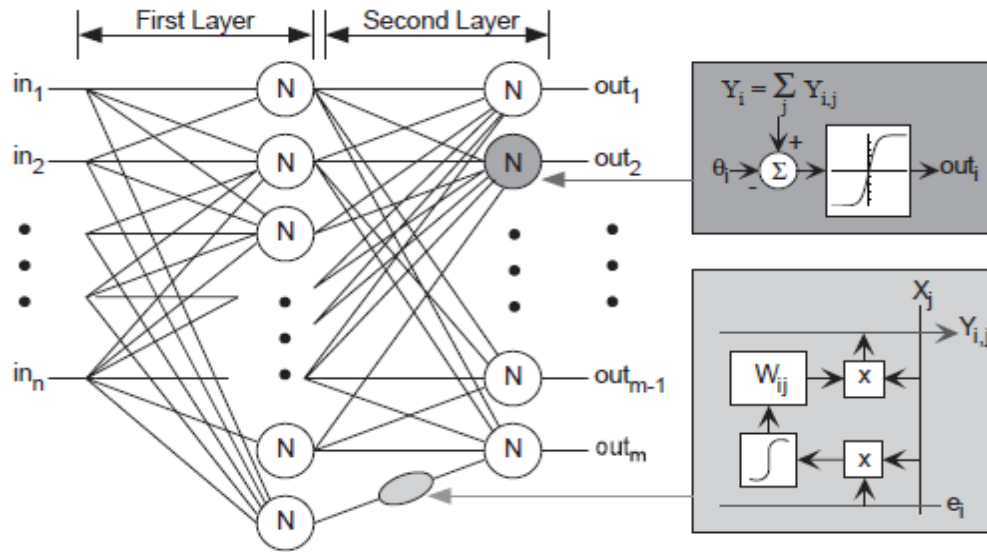 First Layer
Second Layer
in1
in2
inn
N
N
N
N
N
N
N
N
N
out1
out2
outm-1
outm
Yi = Σj Yi,j
+
θi
-
Σ
outi
Xj
Yi,j
Wij
x
x
ei